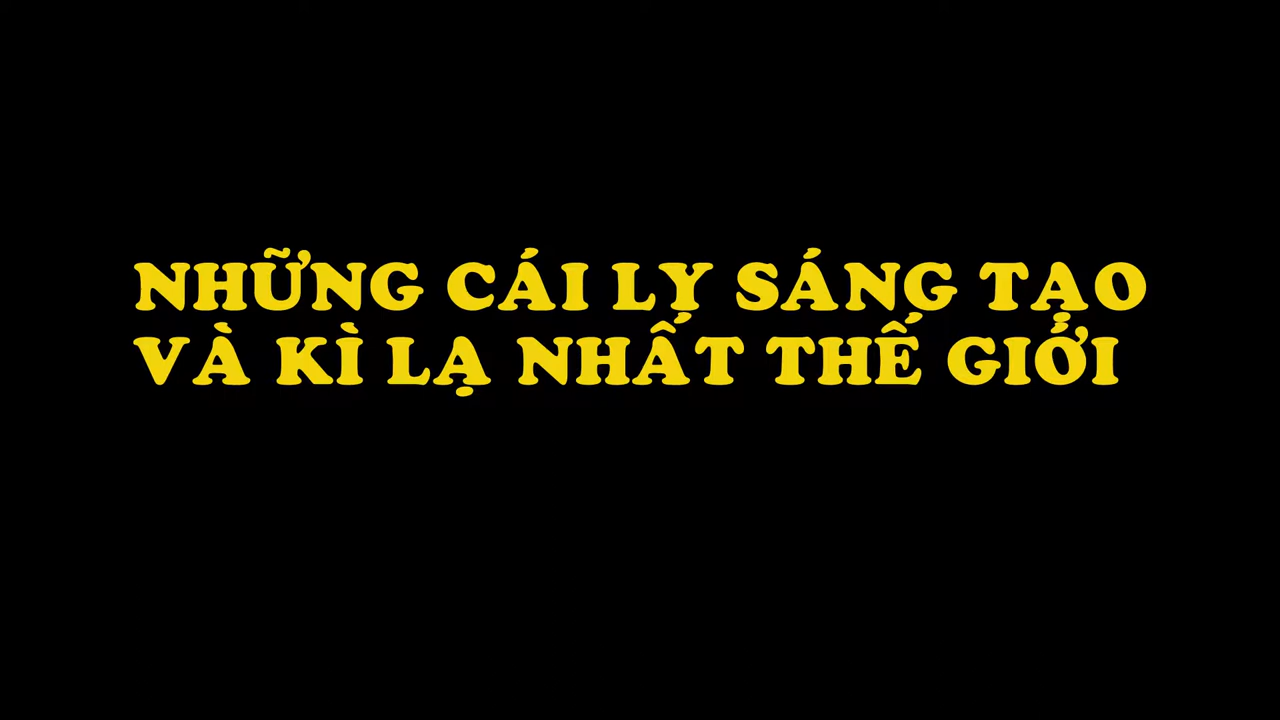 NHỮNG CÁI LY SÁNG TẠO
VÀ KÌ LẠ NHẤT THẾ GIỚI